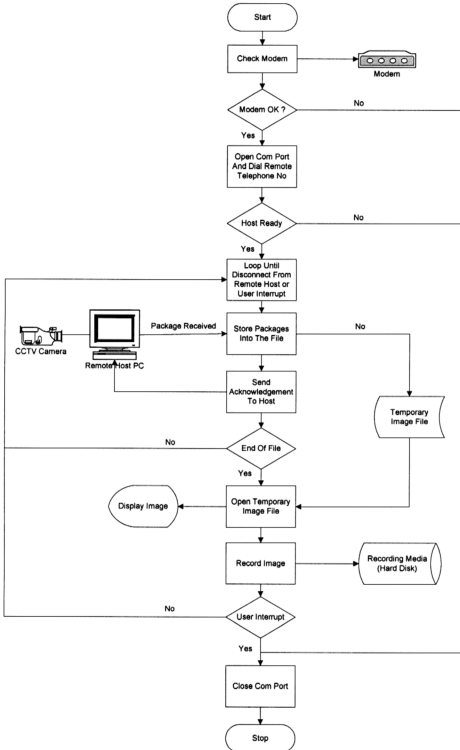 Start
Check Modem
Modem
Modem OK ?
No
Yes
Open Com Port
And Dial Remote
Telephone No
Host Ready
No
Yes
Loop Until
Disconnect From
Remote Host or
User Interrupt
CCTV Camera
Remote Host PC
Package Received
Store Packages
Into The File
No
Send
Acknowledgement
To Host
Temporary
Image File
No
End Of File
Yes
Display Image
Open Temporary
Image File
Record Image
Recording Media
(Hard Disk)
No
User Interrupt
Yes
Close Com Port
Stop